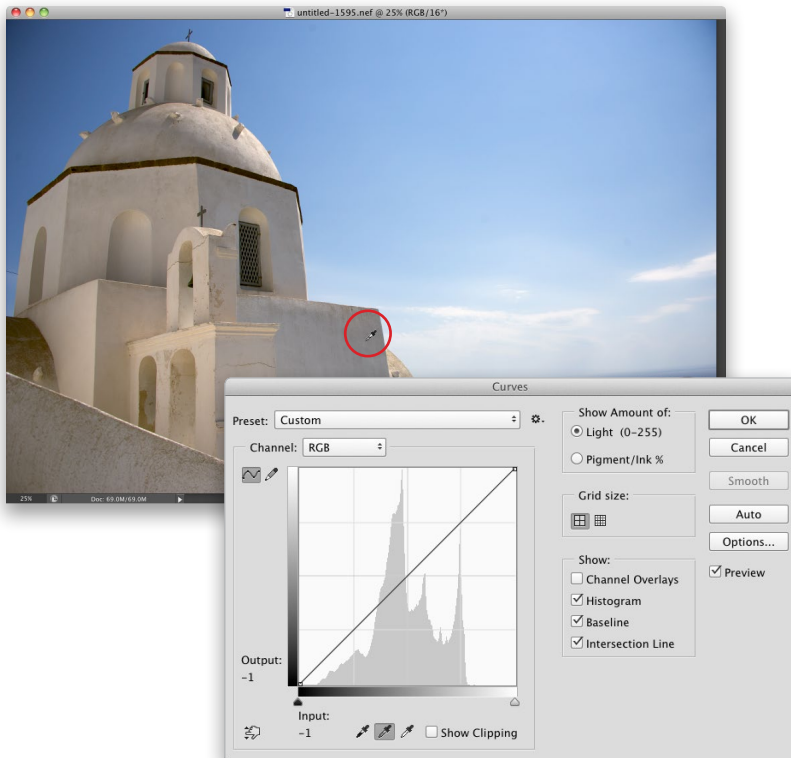 untitled-1595.nef @ 25% (RGB/16*)
25%
Doc: 69.0M/69.0M
Curves
Preset: Custom
Channel: RGB
Output:
-1
Input:
-1
Show Clipping
Show Amount of:
Light (0-255)
Pigment/Ink %
Grid size:
Show:
Channel Overlays
Histogram
Baseline
Intersection Line
OK
Cancel
Smooth
Auto
Options...
Preview